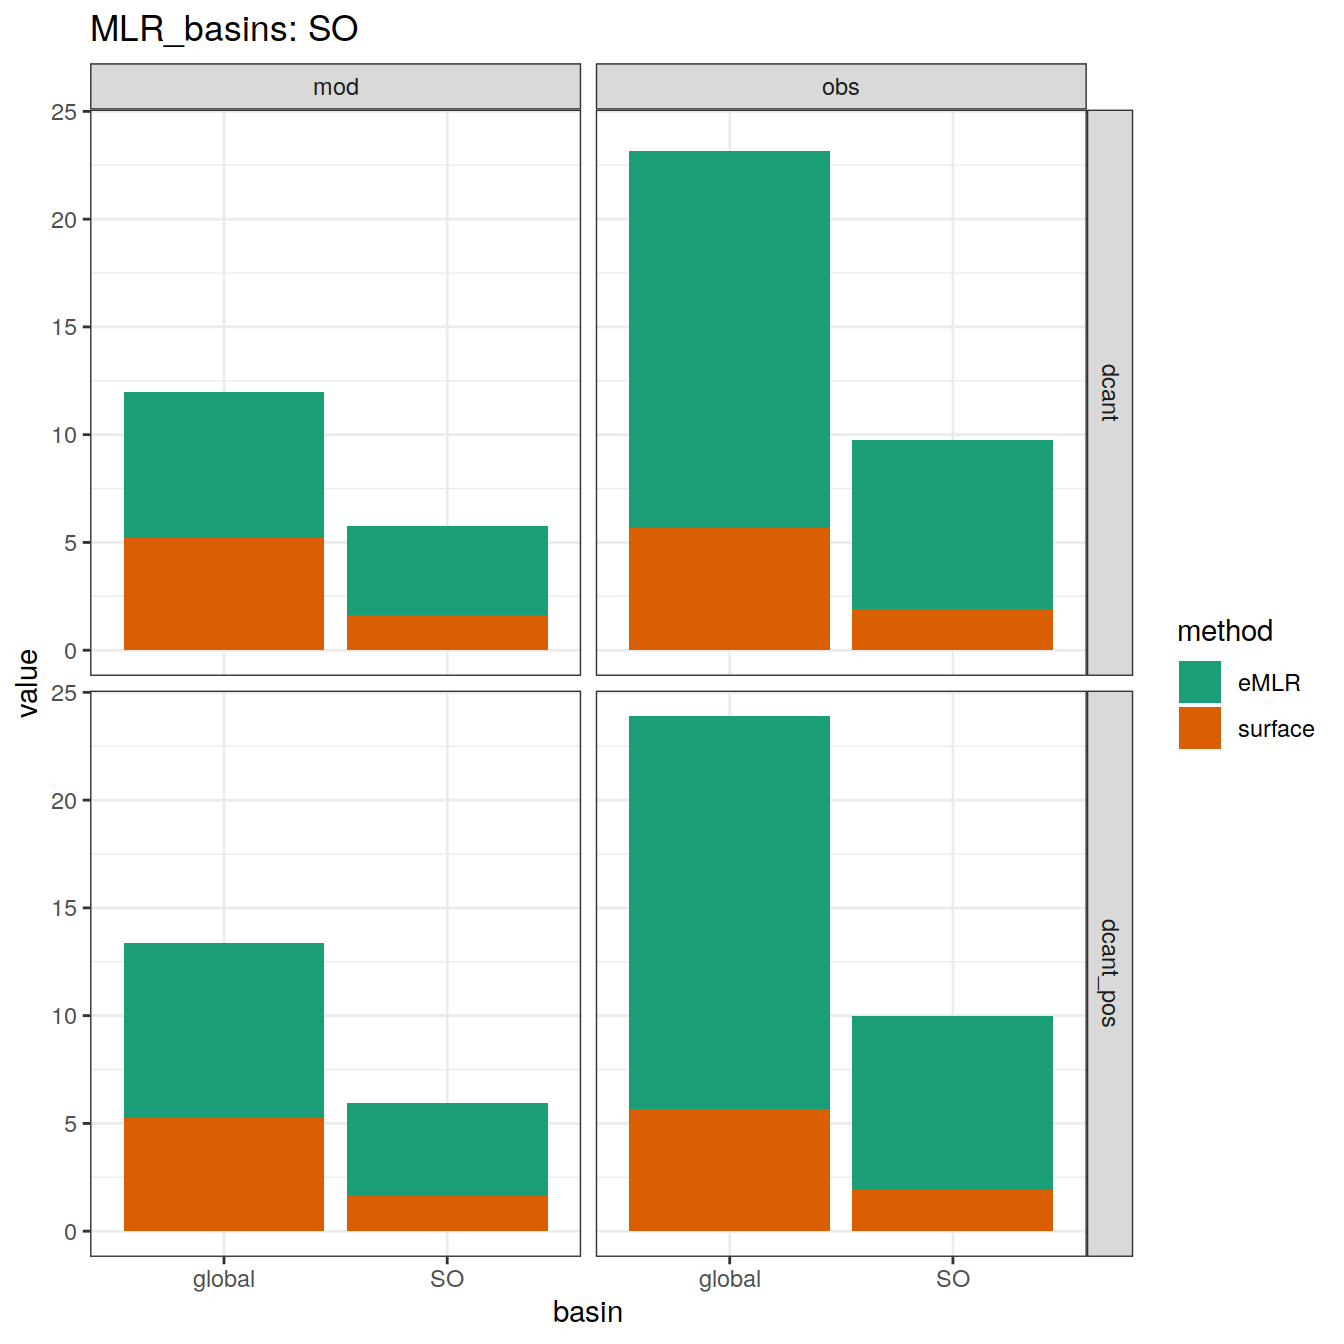 MLR_basins: SO
mod
obs
25
20
15
10
5
0
dcant
value
25
20
15
10
5
0
dcant_pos
global
SO
global
SO
basin
method
eMLR
surface